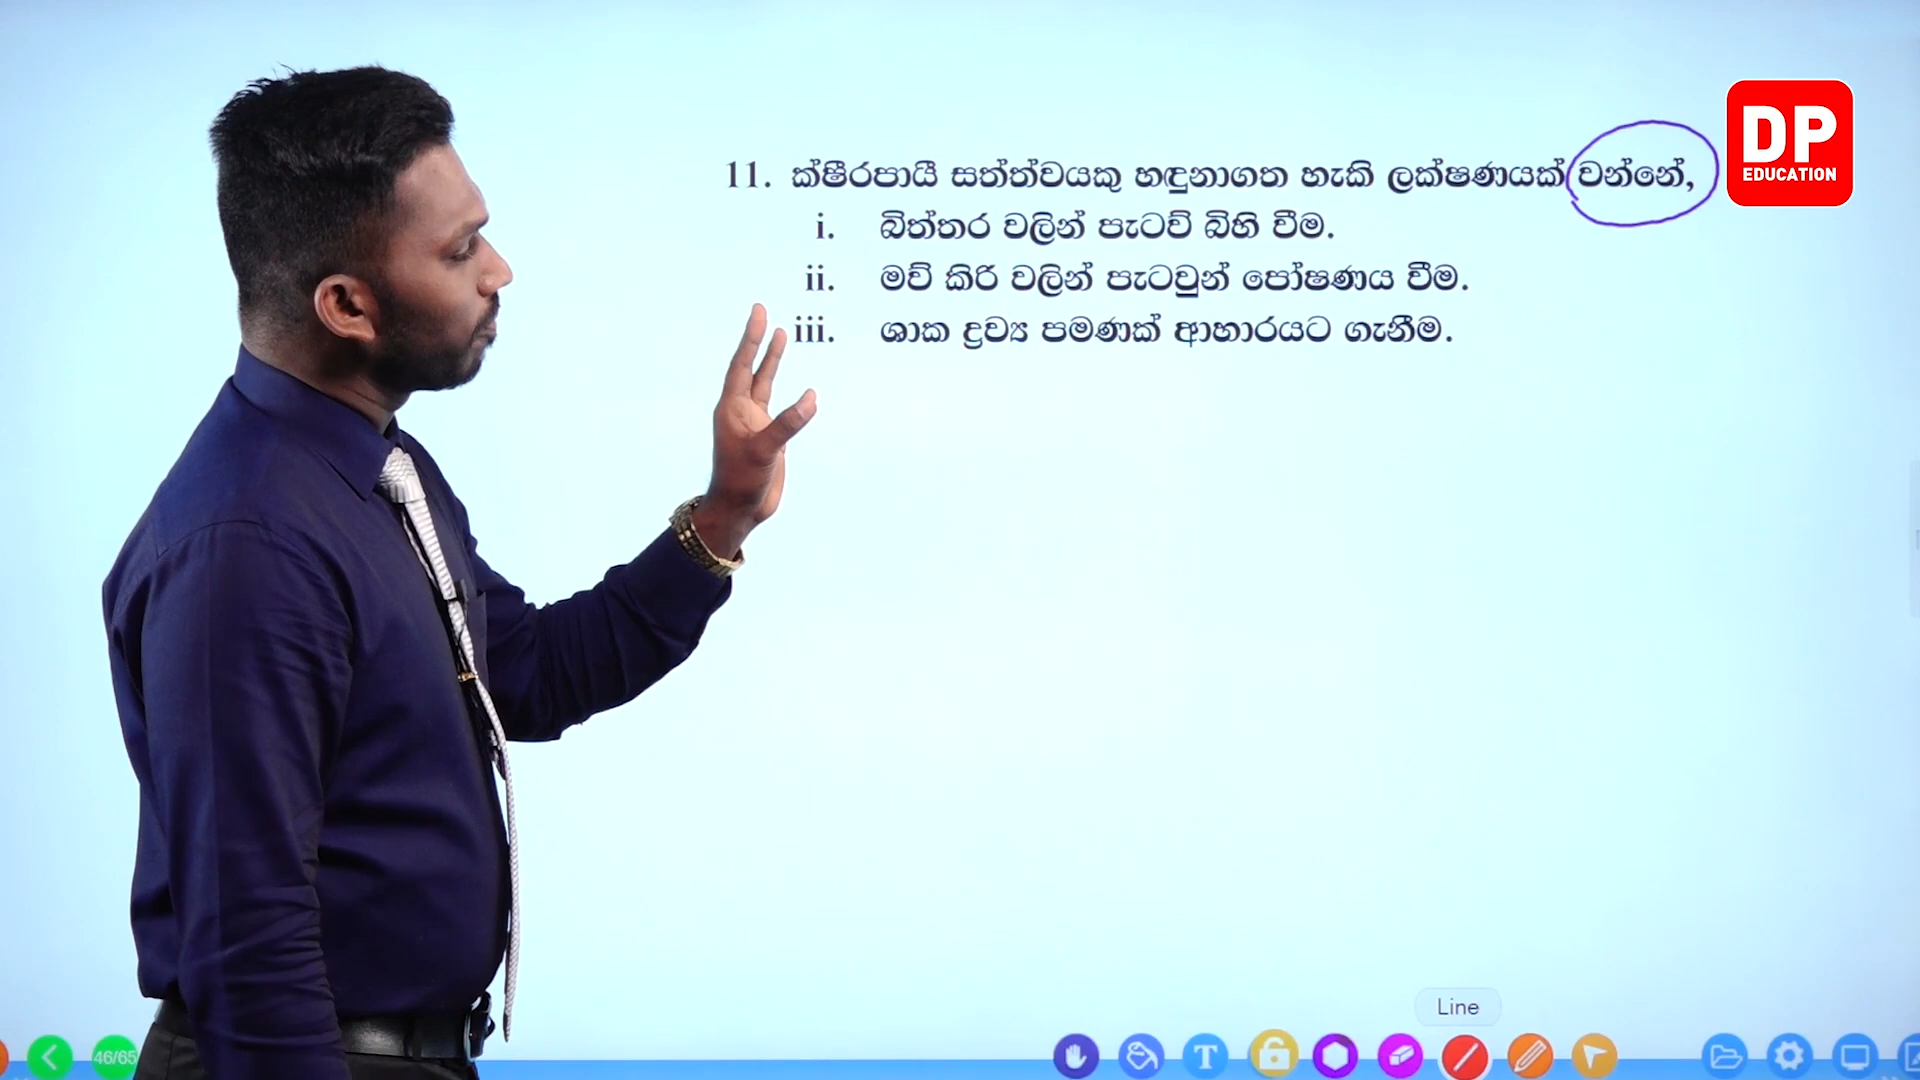 DP
EDUCATION
11. ක්ෂීරපායී සත්ත්වයකු හඳුනාගත හැකි ලක්ෂණයක් වන්නේ,
i. බිත්තර වලින් පැටව් බිහි වීම.
ii. මව් කිරි වලින් පැටවුන් පෝෂණය වීම.
iii. ශාක ද්‍රව්‍ය පමණක් ආහාරයට ගැනීම.
Line
46/65
T